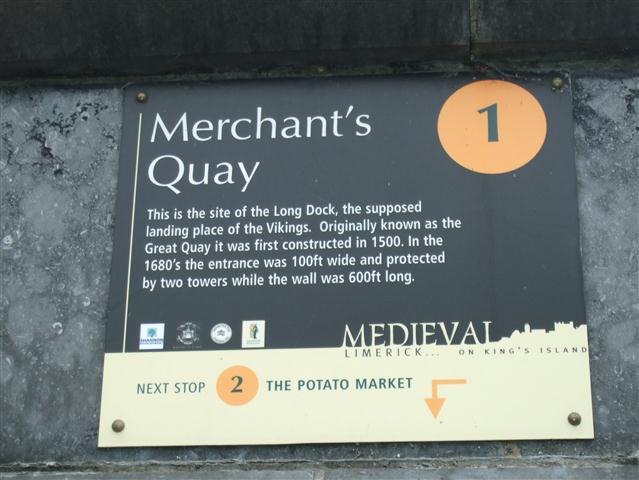 Merchant's
Quay
1
This is the site of the Long Dock, the supposed
landing place of the Vikings. Originally known as the
Great Quay it was first constructed in 1500. In the
1680's the entrance was 100ft wide and protected
by two towers while the wall was 600ft long.
SHANNON
MEDIEVAL
LIMERICK... ON KING'S ISLAND
NEXT STOP 2 THE POTATO MARKET